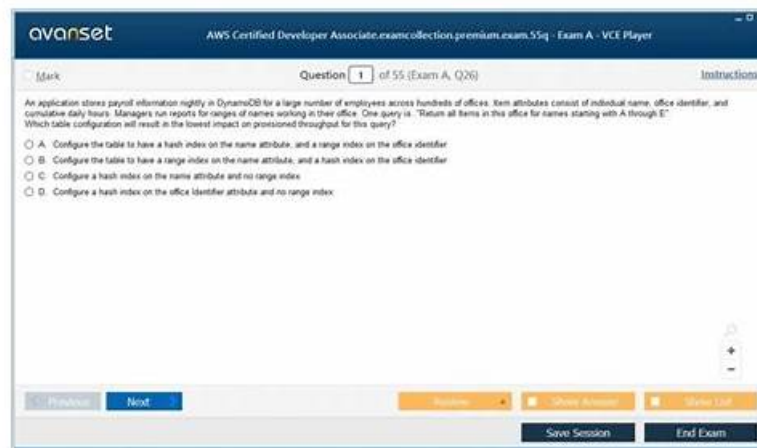 avanset
AWS Certified Developer Associate.examcollection.premium.exam.55q - Exam A - VCE Player
Mark
Question 1 of 55 (Exam A, Q26)
Instructions
An application stores payroll information nightly in DynamoDB for a large number of employees across hundreds of offices. Item attributes consist of individual name, office identifier, and
cumulative daily hours. Managers run reports for ranges of names working in their office. One query is. "Return all Items in this office for names starting with A through E"
Which table configuration will result in the lowest impact on provisioned throughput for this query?
A. Configure the table to have a hash index on the name attribute, and a range index on the office identifier
B. Configure the table to have a range index on the name attribute, and a hash index on the office identifier
C. Configure a hash index on the name attribute and no range index
D. Configure a hash index on the office Identifier attribute and no range index
Previous
Next
Review
Show Answer
Show List
Save Session
End Exam